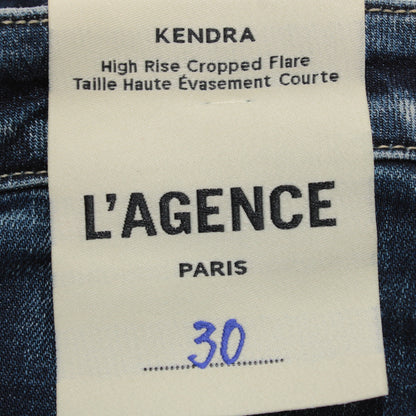 KENDRA
High Rise Cropped Flare
Taille Haute Évasement Courte
L'AGENCE
PARIS
30